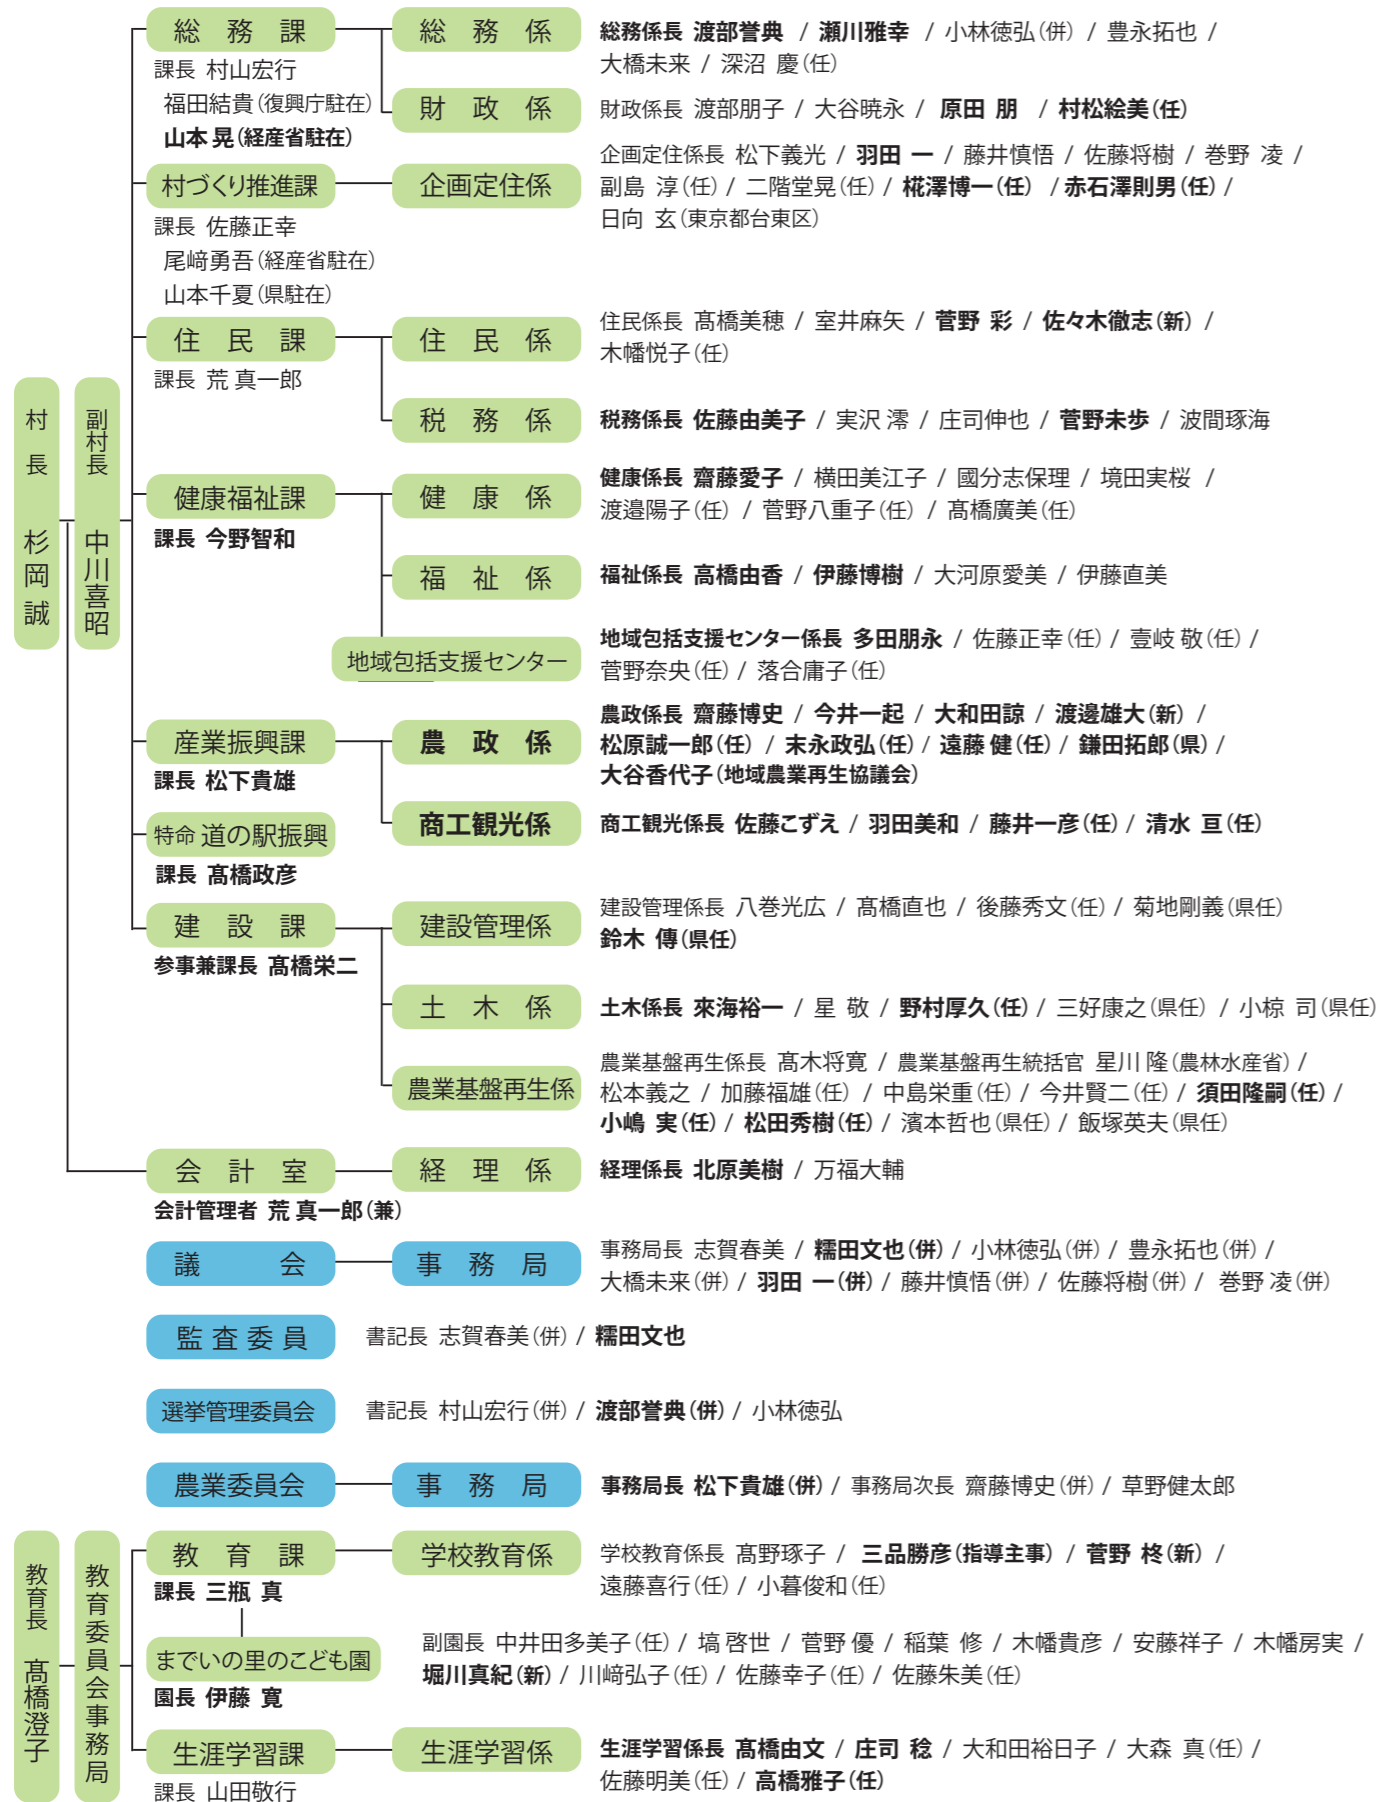 村長 杉岡誠
副村長 中川喜昭
総務課
課長 村山宏行
福田結貴(復興庁駐在)
山本 晃(経産省駐在)
総務係
総務係長 渡部誉典 / 瀬川雅幸 / 小林徳弘(併) / 豊永拓也 /
大橋未来 / 深沼 慶(任)
財政係
財政係長 渡部朋子 / 大谷暁永 / 原田 朋 / 村松絵美(任)
村づくり推進課
課長 佐藤正幸
尾﨑勇吾(経産省駐在)
山本千夏(県駐在)
企画定住係
企画定住係長 松下義光 / 羽田 一 / 藤井慎悟 / 佐藤将樹 / 巻野 凌 /
副島 淳(任) / 二階堂晃(任) / 椛澤博一(任) / 赤石澤則男(任) /
日向 玄(東京都台東区)
住民課
課長 荒 真一郎
住民係
住民係長 髙橋美穂 / 室井麻矢 / 菅野 彩 / 佐々木徹志(新) /
木幡悦子(任)
税務係
税務係長 佐藤由美子 / 実沢 澪 / 庄司伸也 / 菅野未歩 / 波間琢海
健康福祉課
課長 今野智和
健康係
健康係長 齋藤愛子 / 横田美江子 / 國分志保理 / 境田実桜 /
渡邉陽子(任) / 菅野八重子(任) / 髙橋廣美(任)
福祉係
福祉係長 高橋由香 / 伊藤博樹 / 大河原愛美 / 伊藤直美
地域包括支援センター
地域包括支援センター係長 多田朋永 / 佐藤正幸(任) / 壹岐 敬(任) /
菅野奈央(任) / 落合庸子(任)
産業振興課
課長 松下貴雄
農政係
農政係長 齋藤博史 / 今井一起 / 大和田諒 / 渡邊雄大(新) /
松原誠一郎(任) / 末永政弘(任) / 遠藤 健(任) / 鎌田拓郎(県) /
大谷香代子(地域農業再生協議会)
商工観光係
商工観光係長 佐藤こずえ / 羽田美和 / 藤井一彦(任) / 清水 亘(任)
特命 道の駅振興
課長 髙橋政彦
建設課
参事兼課長 髙橋栄二
建設管理係
建設管理係長 八巻光広 / 髙橋直也 / 後藤秀文(任) / 菊地剛義(県任)
鈴木 傳(県任)
土木係
土木係長 來海裕一 / 星 敬 / 野村厚久(任) / 三好康之(県任) / 小椋 司(県任)
農業基盤再生係
農業基盤再生係長 髙木将寛 / 農業基盤再生統括官 星川 隆(農林水産省) /
松本義之 / 加藤福雄(任) / 中島栄重(任) / 今井賢二(任) / 須田隆嗣(任) /
小嶋 実(任) / 松田秀樹(任) / 濱本哲也(県任) / 飯塚英夫(県任)
会計室
会計管理者 荒 真一郎(兼)
経理係
経理係長 北原美樹 / 万福大輔
議会
事務局
事務局長 志賀春美 / 糯田文也(併) / 小林徳弘(併) / 豊永拓也(併) /
大橋未来(併) / 羽田 一(併) / 藤井慎悟(併) / 佐藤将樹(併) / 巻野 凌(併)
監査委員
書記長 志賀春美(併) / 糯田文也
選挙管理委員会
書記長 村山宏行(併) / 渡部誉典(併) / 小林徳弘
農業委員会
事務局
事務局長 松下貴雄(併) / 事務局次長 齋藤博史(併) / 草野健太郎
教育長 髙橋澄子
教育委員会事務局
教育課
課長 三瓶 真
学校教育係
学校教育係長 髙野琢子 / 三品勝彦(指導主事) / 菅野 柊(新) /
遠藤喜行(任) / 小暮俊和(任)
までいの里のこども園
園長 伊藤 寛
副園長 中井田多美子(任) / 塙 啓世 / 菅野 優 / 稲葉 修 / 木幡貴彦 / 安藤祥子 / 木幡房実 /
堀川真紀(新) / 川﨑弘子(任) / 佐藤幸子(任) / 佐藤朱美(任)
生涯学習課
課長 山田敬行
生涯学習係
生涯学習係長 髙橋由文 / 庄司 稔 / 大和田裕日子 / 大森 真(任) /
佐藤明美(任) / 高橋雅子(任)